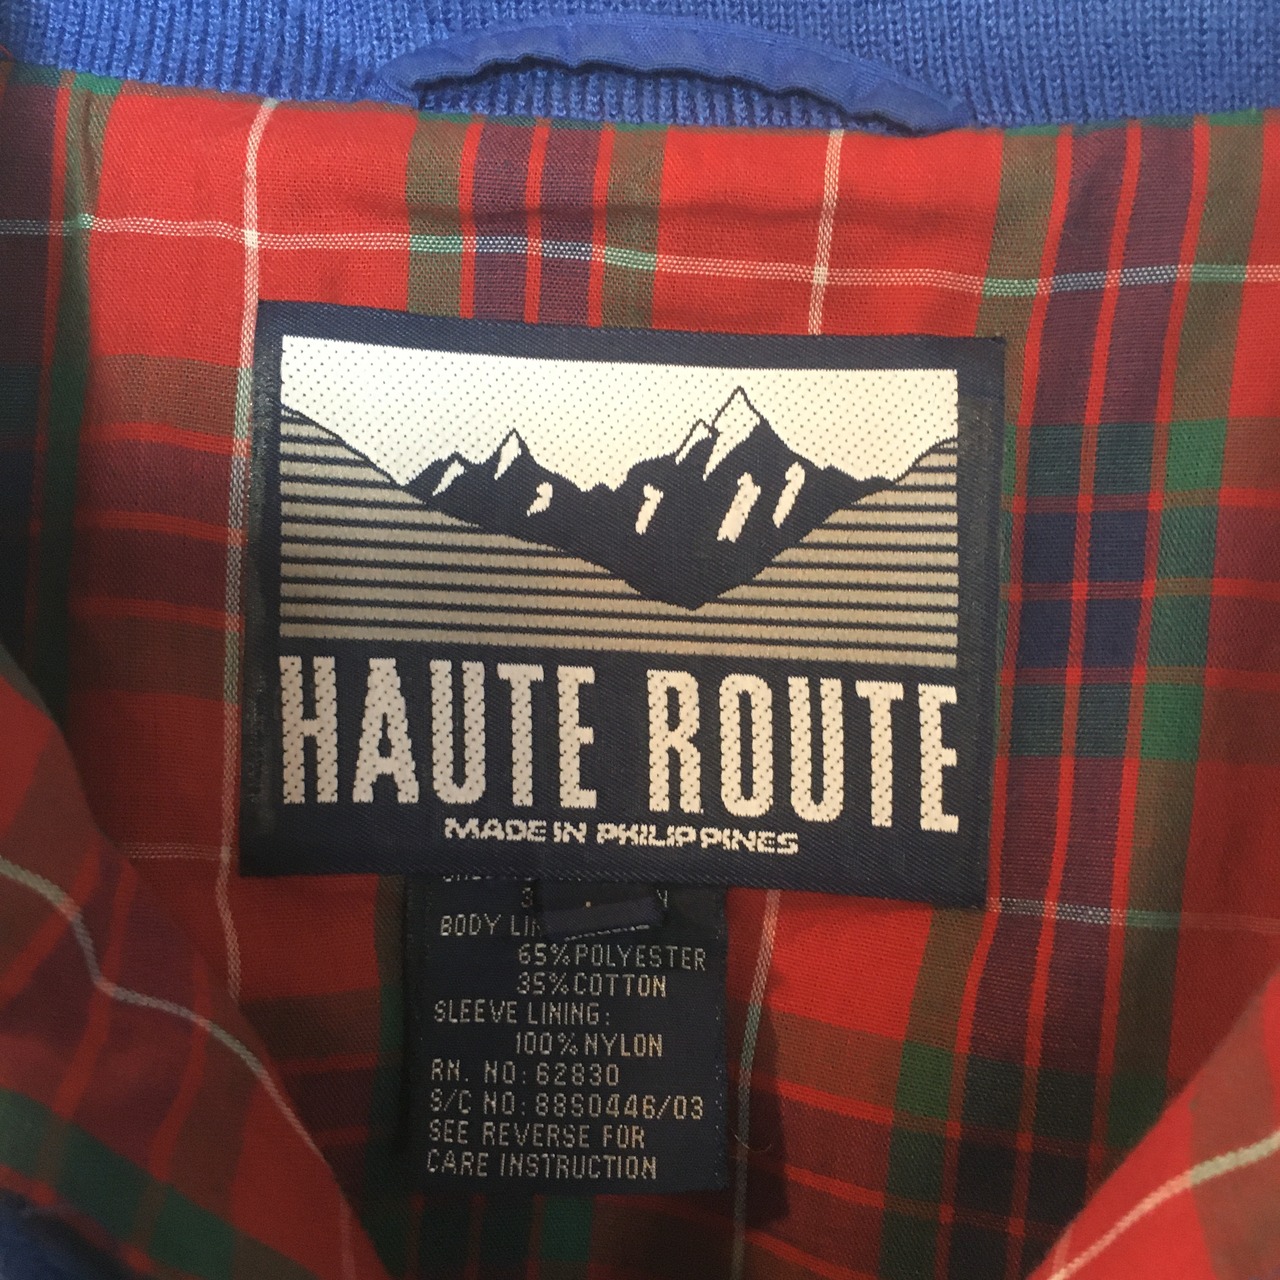 HAUTE ROUTE
MADE IN PHILIPPINES
BODY
65% POLYESTER
35% COTTON
SLEEVE LINING:
100% NYLON
RN. NO: 62830
S/C NO: 88S0446/03
SEE REVERSE FOR
CARE INSTRUCTION